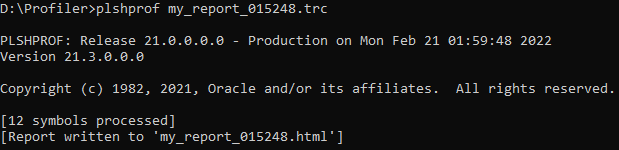 D:\Profiler>plshprof my_report_015248.trc
PLSHPROF: Release 21.0.0.0.0 - Production on Mon Feb 21 01:59:48 2022
Version 21.3.0.0.0
Copyright (c) 1982, 2021, Oracle and/or its affiliates.  All rights reserved.
[12 symbols processed]
[Report written to 'my_report_015248.html']